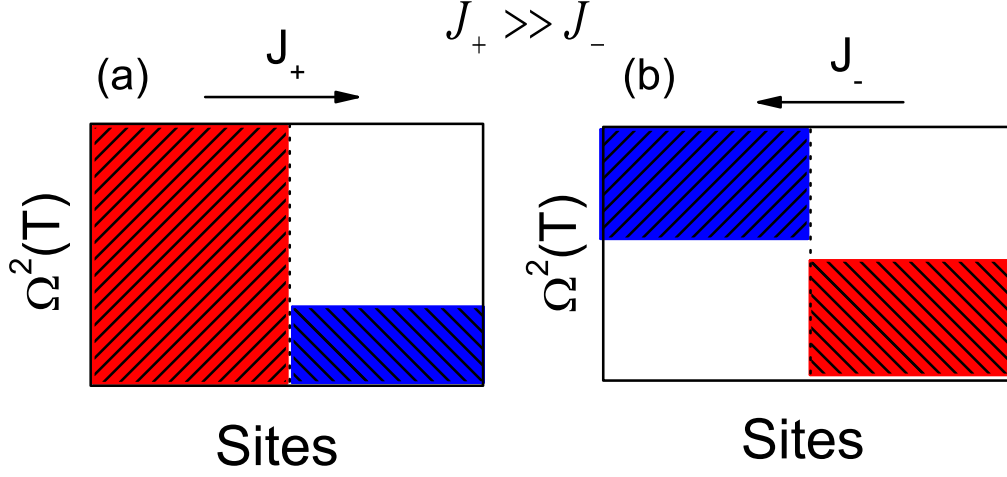 J₊ >> J₋
(a) J₊
(b) J₋
Ω²(T)
Ω²(T)
Sites
Sites